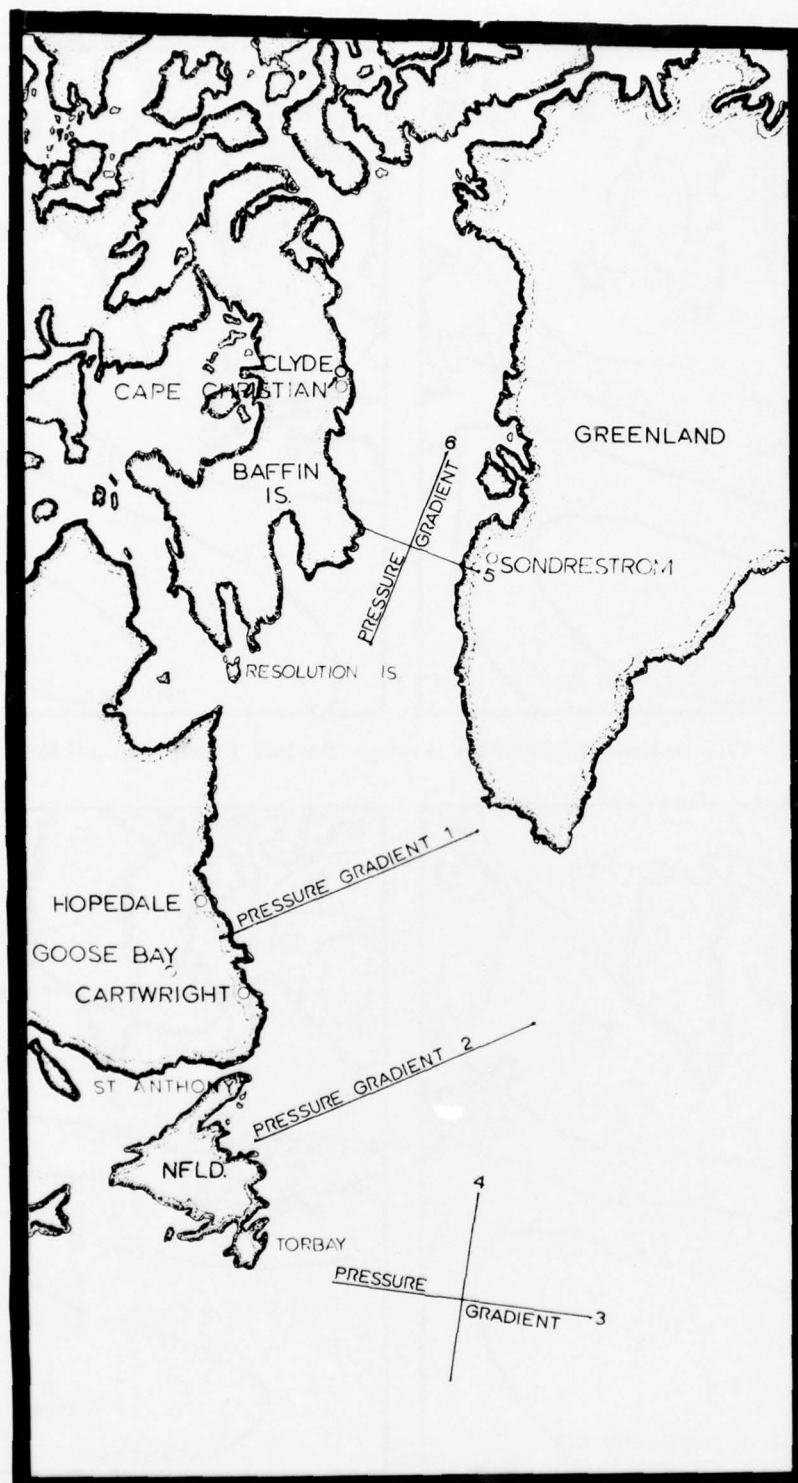 CLYDE
CAPE CHRISTIAN
6
GREENLAND
BAFFIN
IS.
PRESSURE GRADIENT
5
SONDRESTROM
RESOLUTION IS.
PRESSURE GRADIENT 1
HOPEDALE
GOOSE BAY
CARTWRIGHT
PRESSURE GRADIENT 2
ST ANTHONY
NFLD.
4
TORBAY
PRESSURE
GRADIENT 3